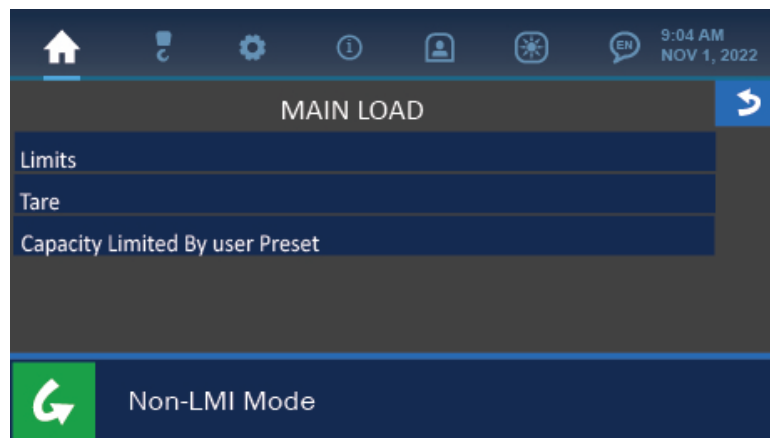 EN
9:04 AM
NOV 1, 2022
MAIN LOAD
Limits
Tare
Capacity Limited By user Preset
Non-LMI Mode